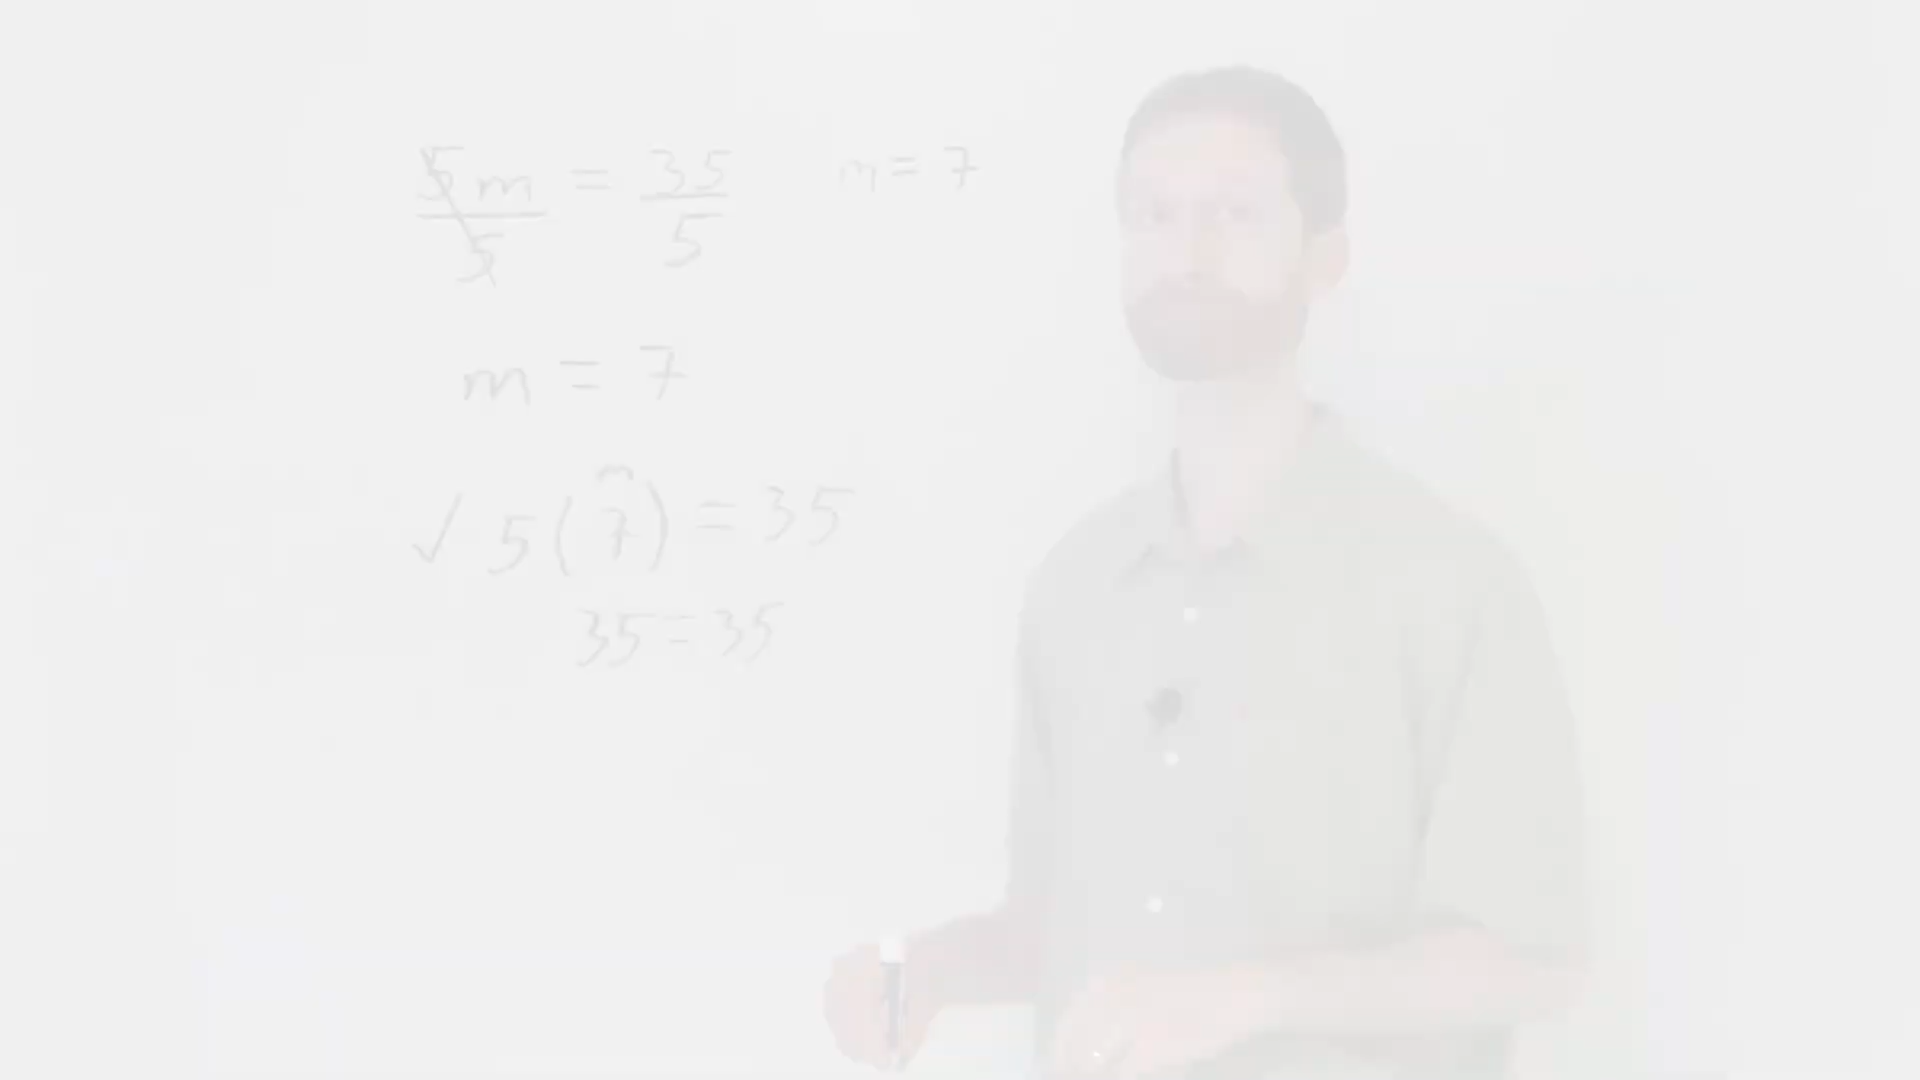 5m/5 = 35/5 m = 7
m = 7
m
√ 5(7) = 35
35 = 35